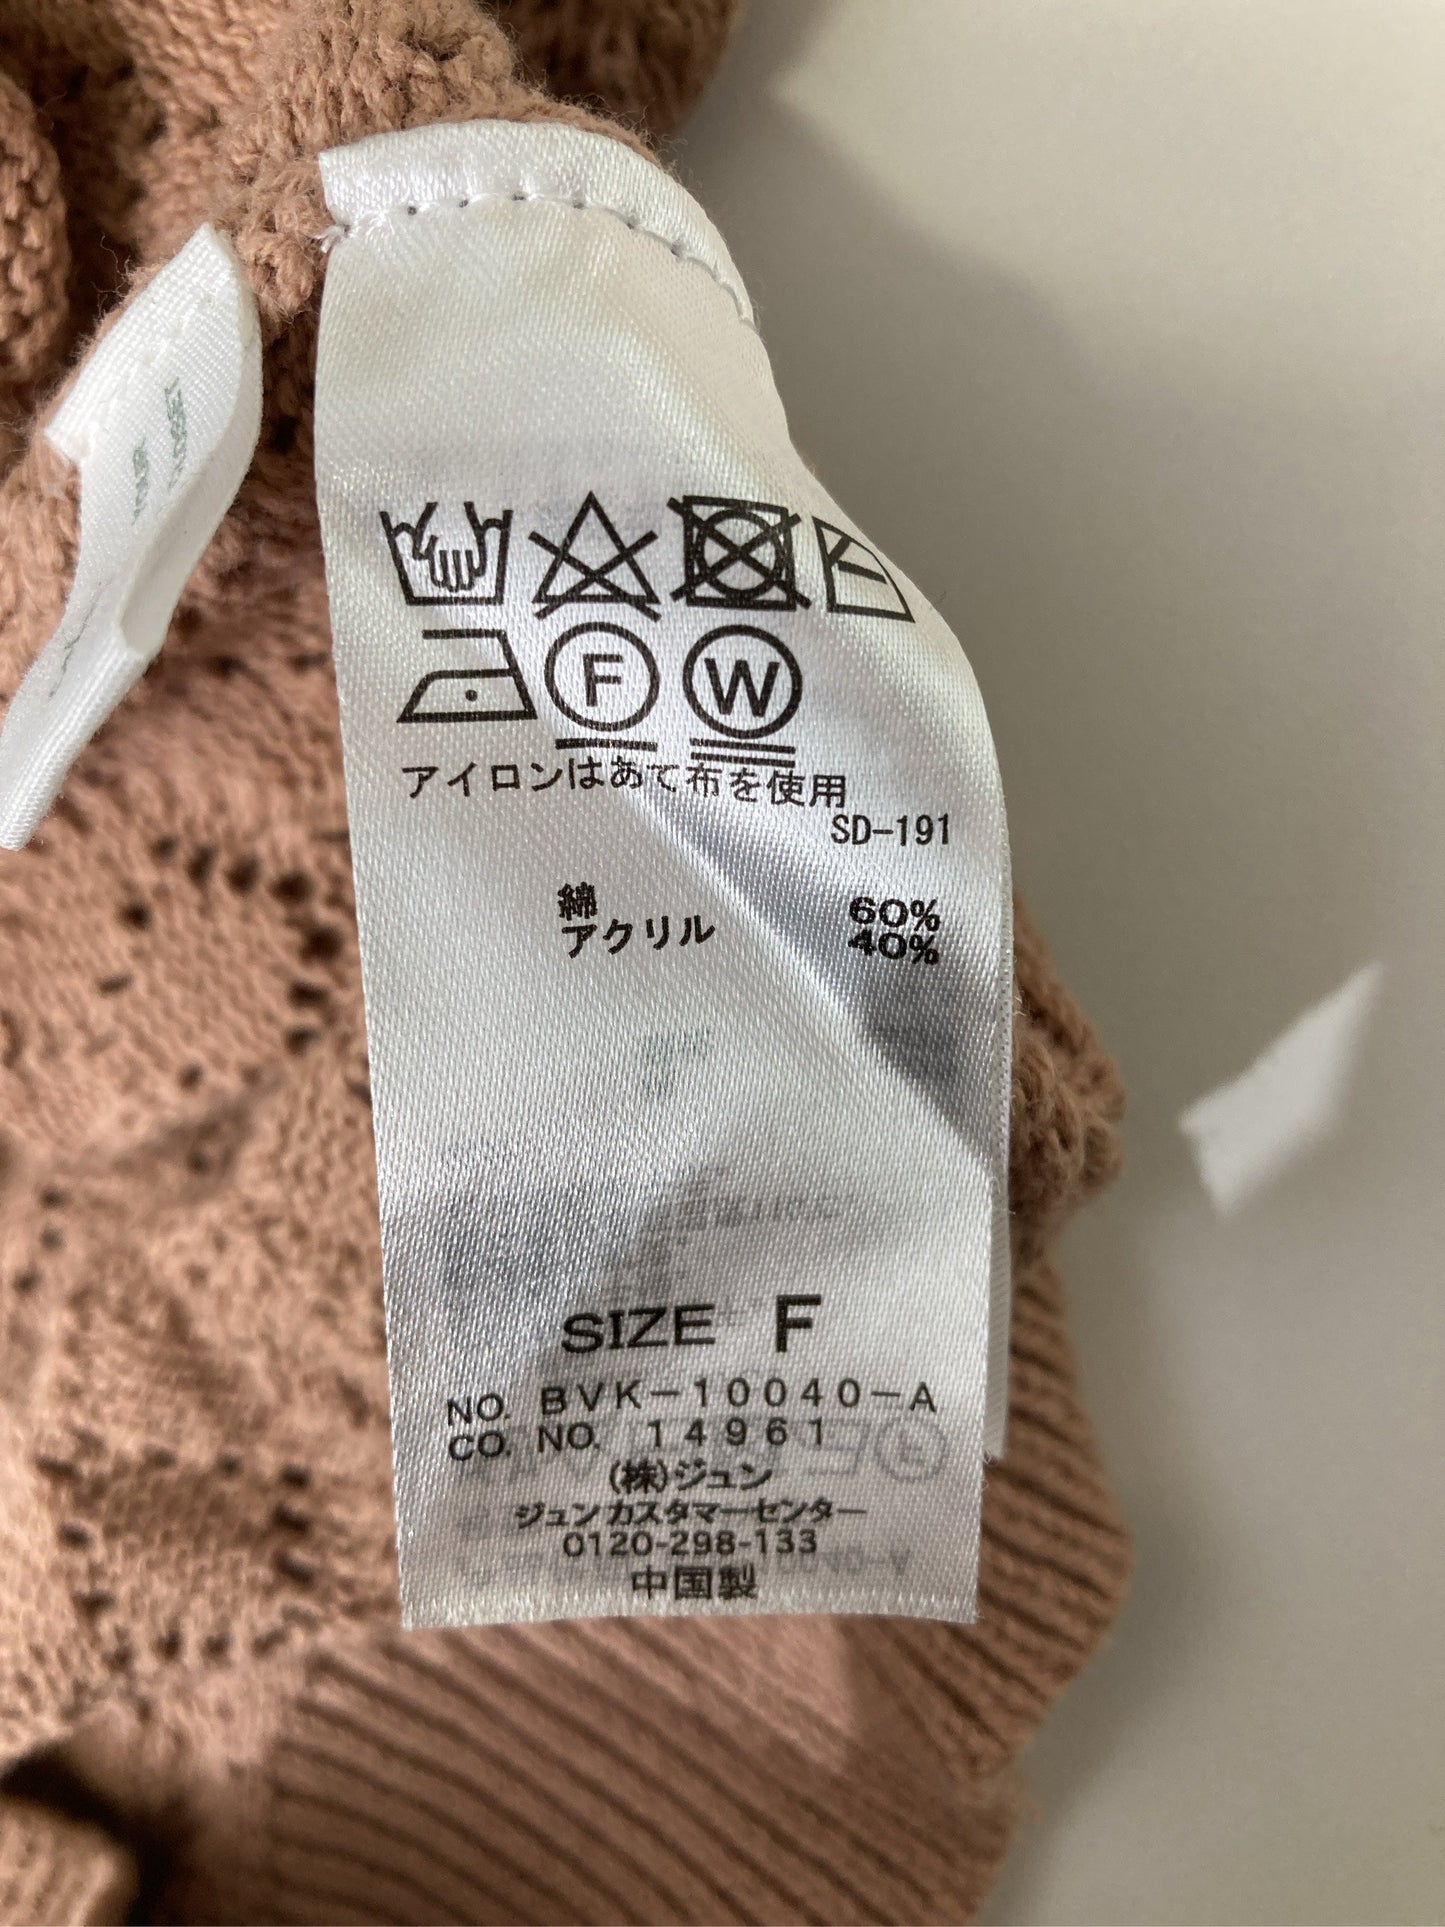 F W
アイロンはあて布を使用
SD-191
綿 60%
アクリル 40%
SIZE F
NO. BVK-10040-A
CO. NO. 14961
(株)ジュン
ジュンカスタマーセンター
0120-298-133
中国製